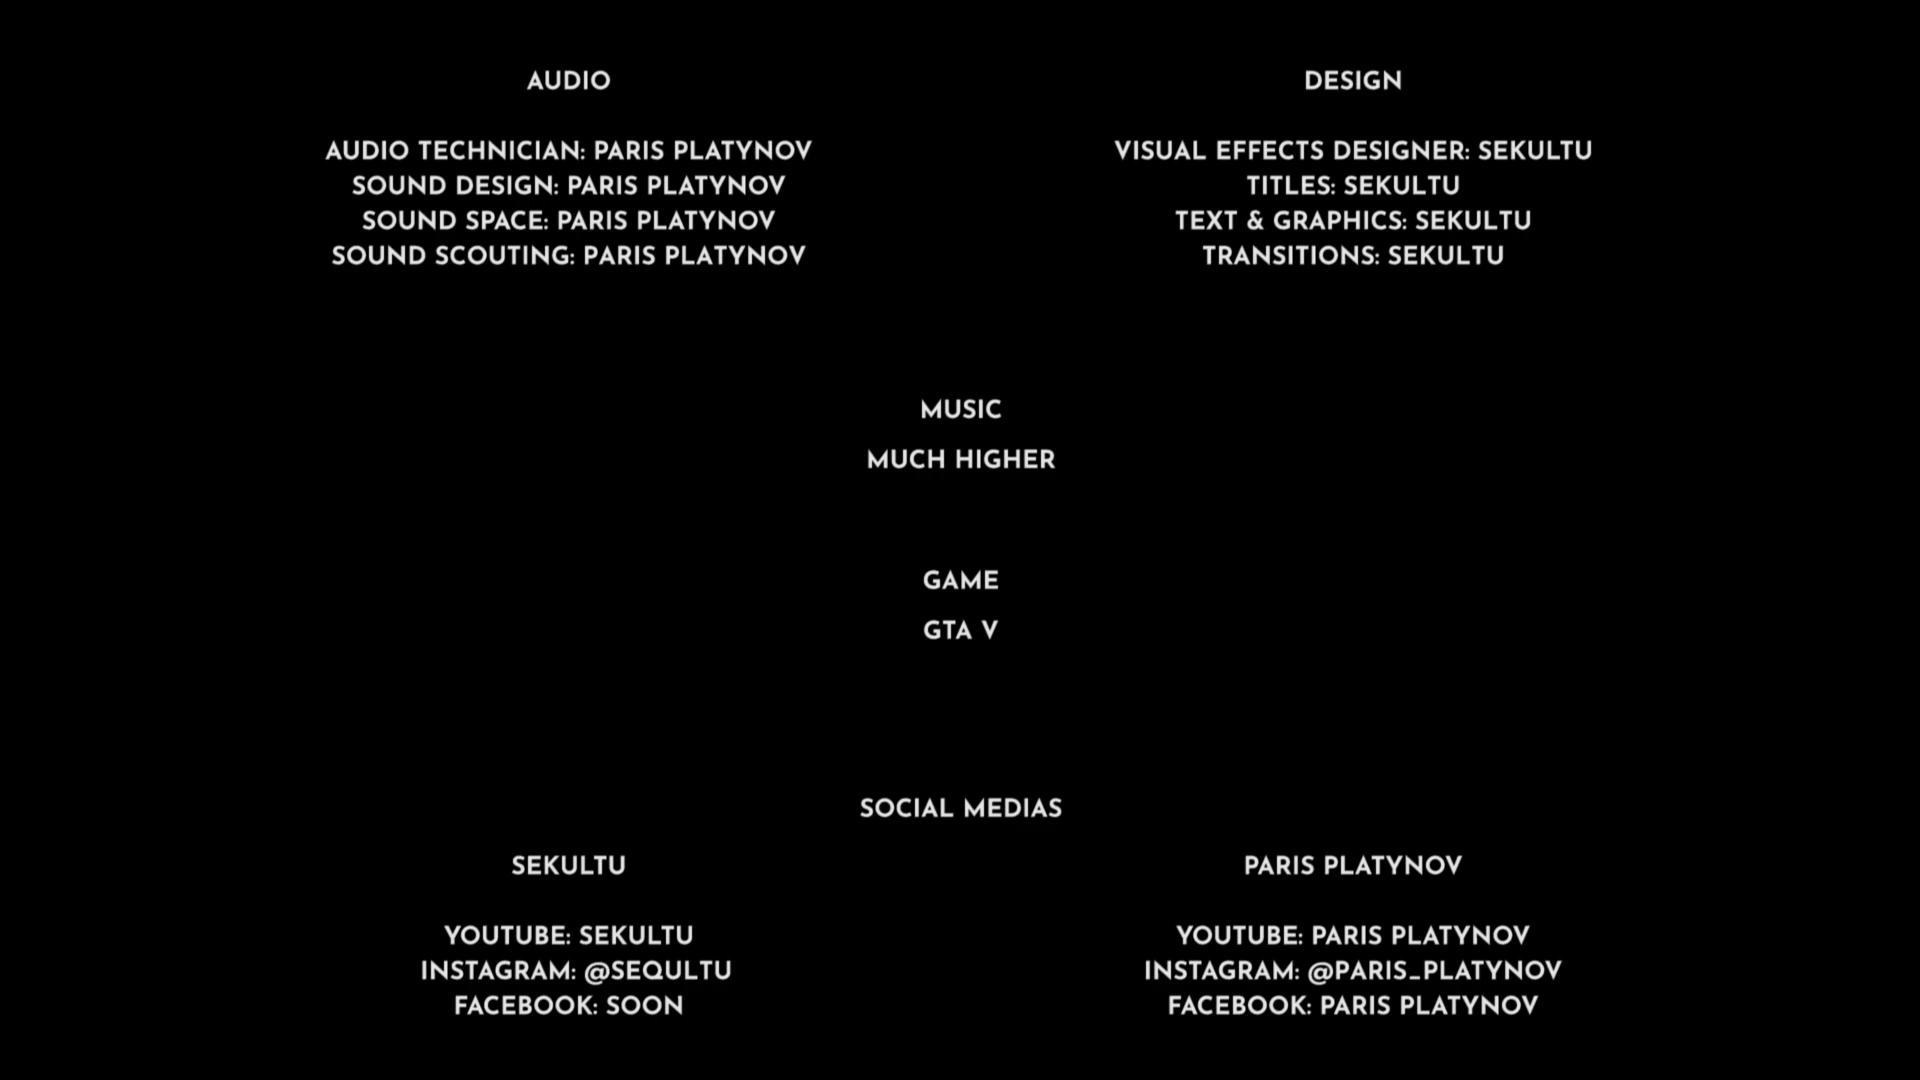 AUDIO
AUDIO TECHNICIAN: PARIS PLATYNOV
SOUND DESIGN: PARIS PLATYNOV
SOUND SPACE: PARIS PLATYNOV
SOUND SCOUTING: PARIS PLATYNOV
DESIGN
VISUAL EFFECTS DESIGNER: SEKULTU
TITLES: SEKULTU
TEXT & GRAPHICS: SEKULTU
TRANSITIONS: SEKULTU
MUSIC
MUCH HIGHER
GAME
GTA V
SOCIAL MEDIAS
SEKULTU
YOUTUBE: SEKULTU
INSTAGRAM: @SEQULTU
FACEBOOK: SOON
PARIS PLATYNOV
YOUTUBE: PARIS PLATYNOV
INSTAGRAM: @PARIS_PLATYNOV
FACEBOOK: PARIS PLATYNOV